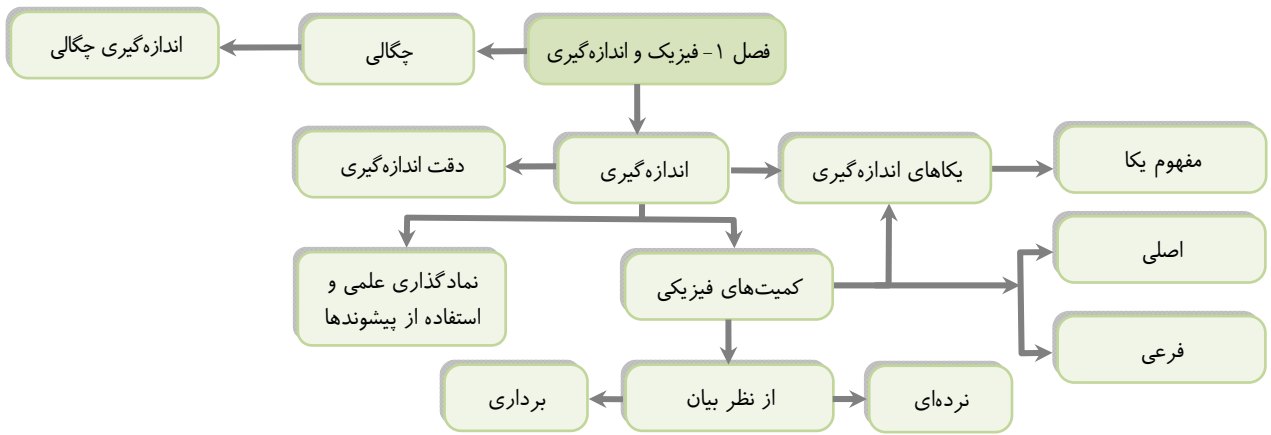 فصل ۱- فیزیک و اندازه‌گیری
چگالی
اندازه‌گیری چگالی
مفهوم یکا
یکاهای اندازه‌گیری
اندازه‌گیری
دقت اندازه‌گیری
اصلی
کمیت‌های فیزیکی
نمادگذاری علمی و
استفاده از پیشوندها
فرعی
نرده‌ای
از نظر بیان
برداری